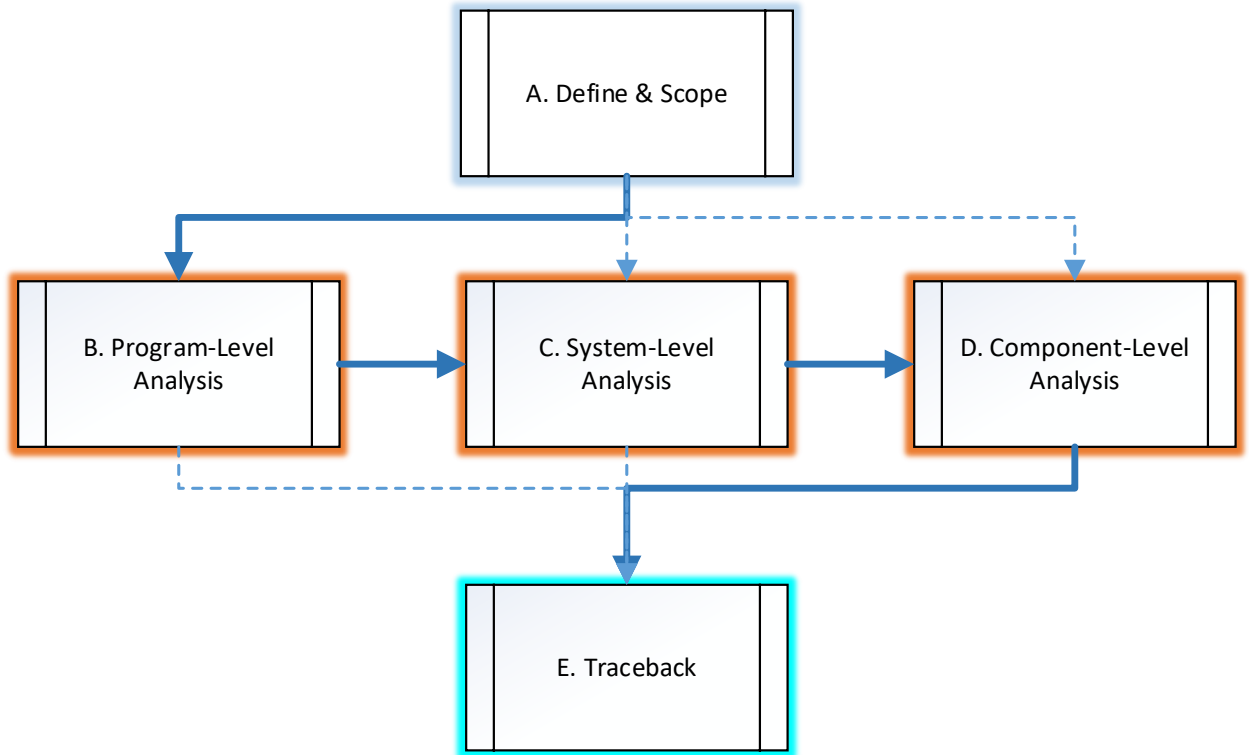 A. Define & Scope
B. Program-Level
Analysis
C. System-Level
Analysis
D. Component-Level
Analysis
E. Traceback